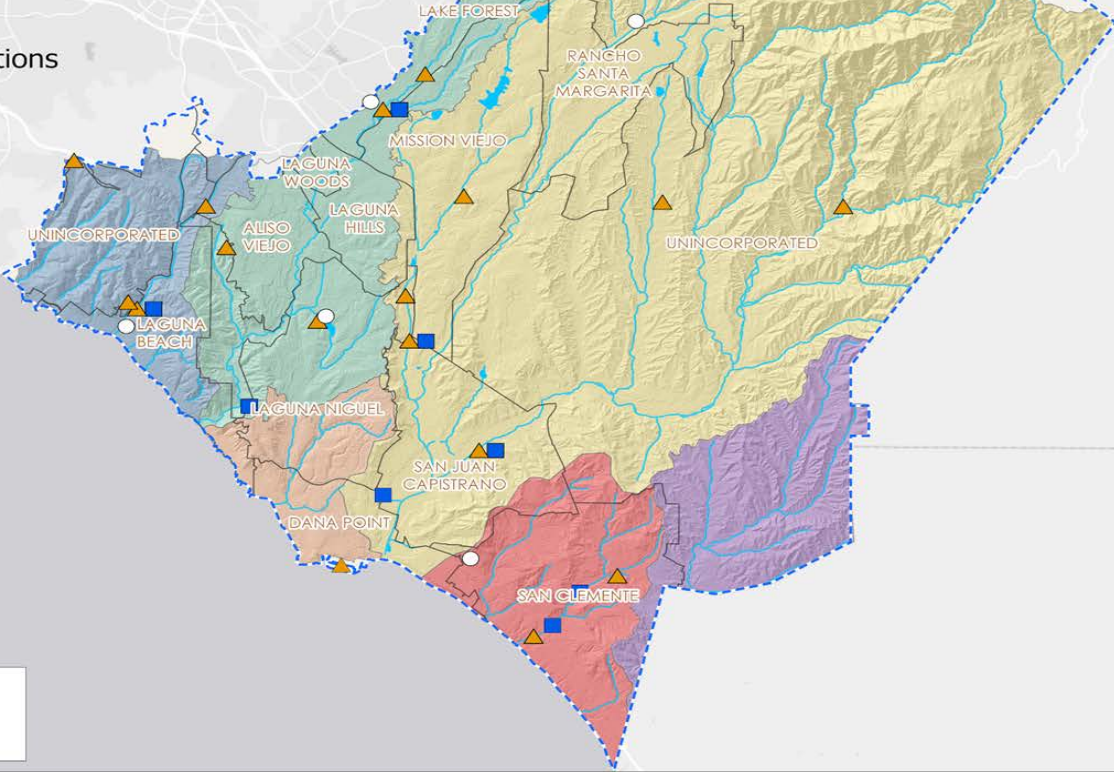 LAKE FOREST
tions
RANCHO
SANTA
MARGARITA
MISSION VIEJO
LAGUNA
WOODS
LAGUNA
HILLS
ALISO
VIEJO
UNINCORPORATED
UNINCORPORATED
LAGUNA
BEACH
LAGUNA NIGUEL
SAN JUAN
CAPISTRANO
DANA POINT
SAN CLEMENTE